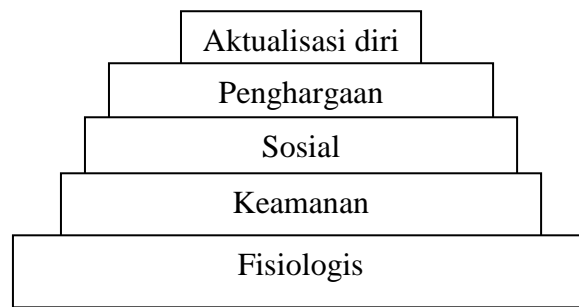 Aktualisasi diri
Penghargaan
Sosial
Keamanan
Fisiologis